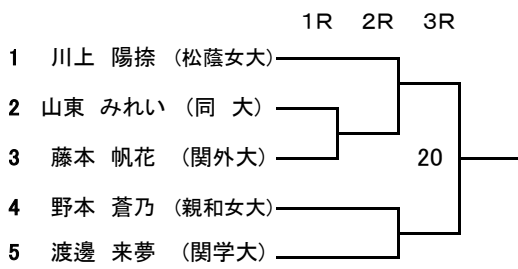 1R 2R 3R
1 川上 陽捺 (松蔭女大)
2 山東 みれい (同 大)
3 藤本 帆花 (関外大) 20
4 野本 蒼乃 (親和女大)
5 渡邊 来夢 (関学大)